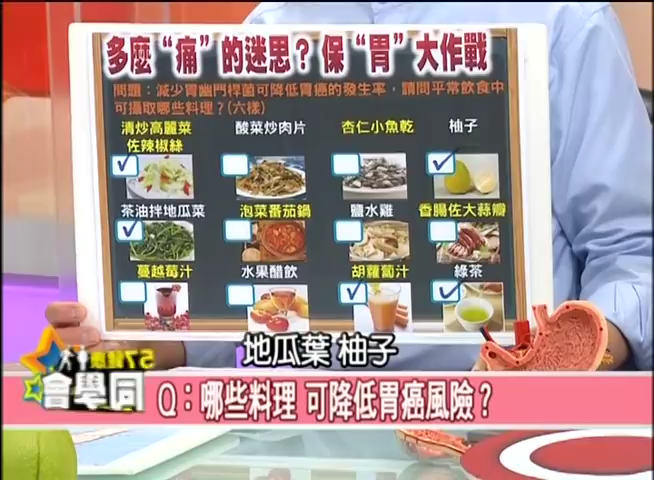 多麼“痛”的迷思？保“胃”大作戰
問題：減少胃幽門桿菌可降低胃癌的發生率，請問平常飲食中
可攝取哪些料理？(六樣)
清炒高麗菜
佐辣椒絲
酸菜炒肉片
杏仁小魚乾
柚子
茶油拌地瓜菜
泡菜番茄鍋
鹽水雞
香腸佐大蒜瓣
蔓越莓汁
水果醋飲
胡蘿蔔汁
綠茶
地瓜葉 柚子
57健康
同學會
Q：哪些料理 可降低胃癌風險？